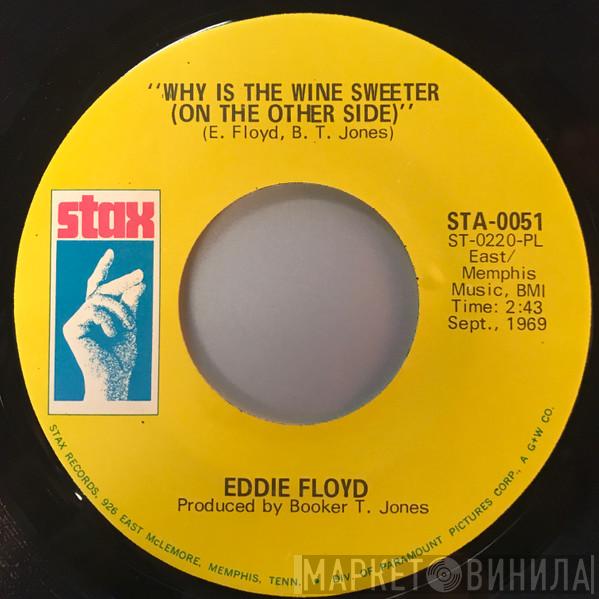 "WHY IS THE WINE SWEETER
(ON THE OTHER SIDE)"
(E. Floyd, B. T. Jones)
stax
STA-0051
ST-0220-PL
East/
Memphis
Music, BMI
Time: 2:43
Sept., 1969
EDDIE FLOYD
Produced by Booker T. Jones
STAX RECORDS, 926 EAST McLEMORE, MEMPHIS, TENN. • DIV. OF PARAMOUNT PICTURES CORP., A G+W CO.
МАРКЕТ ВИНИЛА